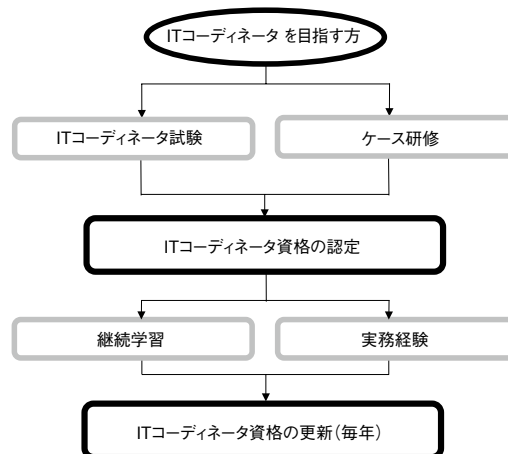 ITコーディネータ を目指す方
ITコーディネータ試験
ケース研修
ITコーディネータ資格の認定
継続学習
実務経験
ITコーディネータ資格の更新(毎年)